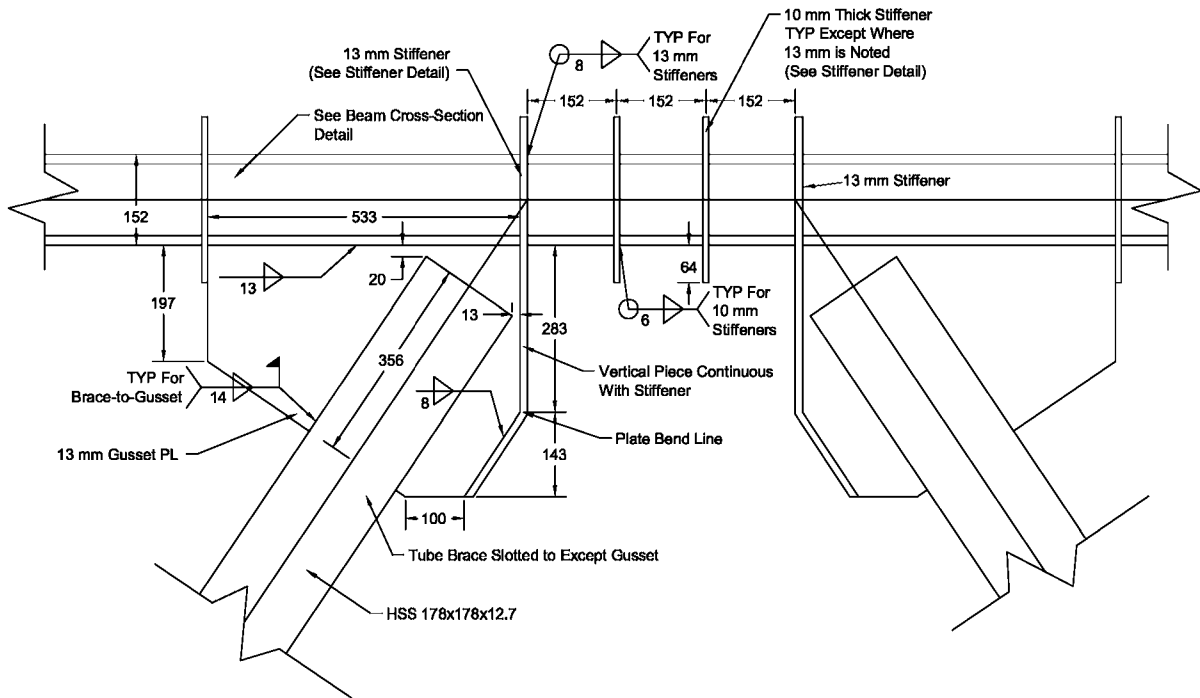 10 mm Thick Stiffener
TYP Except Where
13 mm is Noted
(See Stiffener Detail)
TYP For
13 mm
Stiffeners
8
13 mm Stiffener
(See Stiffener Detail)
152
152
152
See Beam Cross-Section
Detail
13 mm Stiffener
152
533
13
20
64
197
TYP For
10 mm
Stiffeners
6
13
283
356
TYP For
Brace-to-Gusset
14
Vertical Piece Continuous
With Stiffener
8
Plate Bend Line
13 mm Gusset PL
143
100
Tube Brace Slotted to Except Gusset
HSS 178x178x12.7